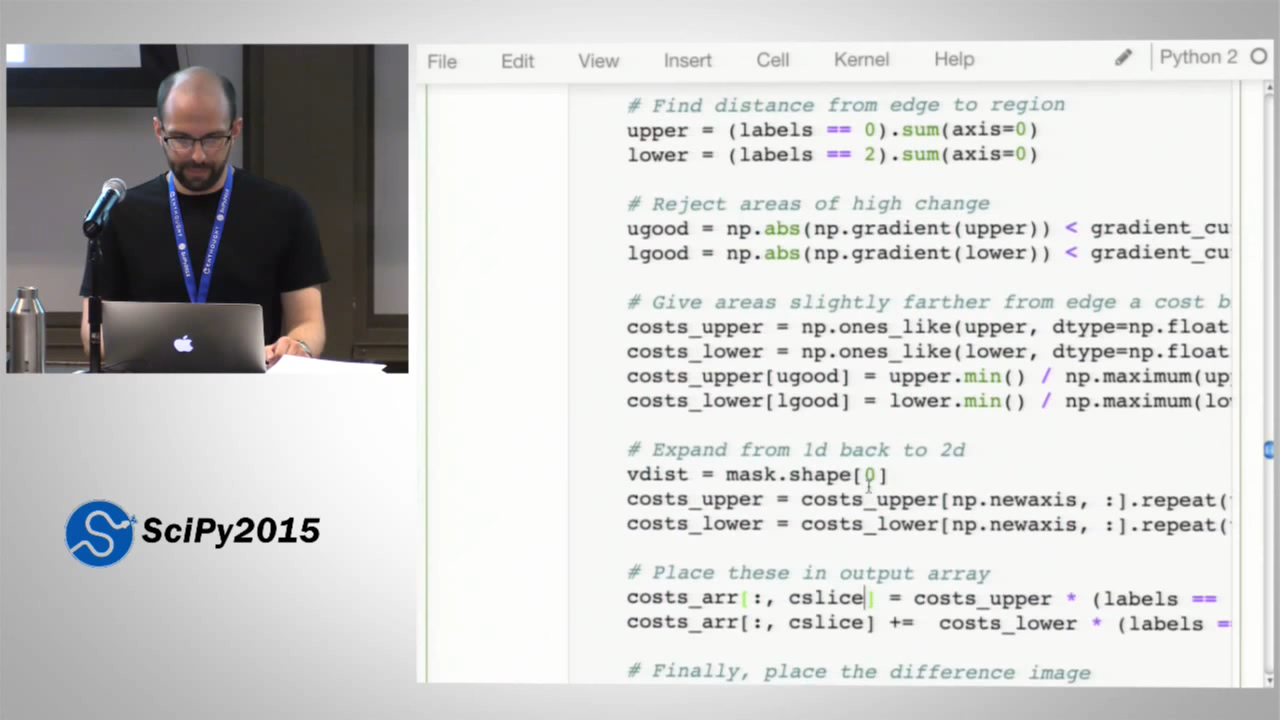 File Edit View Insert Cell Kernel Help Python 2
# Find distance from edge to region
upper = (labels == 0).sum(axis=0)
lower = (labels == 2).sum(axis=0)
# Reject areas of high change
ugood = np.abs(np.gradient(upper)) < gradient_cu
lgood = np.abs(np.gradient(lower)) < gradient_cu
# Give areas slightly farther from edge a cost b
costs_upper = np.ones_like(upper, dtype=np.float
costs_lower = np.ones_like(lower, dtype=np.float
costs_upper[ugood] = upper.min() / np.maximum(up
costs_lower[lgood] = lower.min() / np.maximum(lo
# Expand from 1d back to 2d
vdist = mask.shape[0]
costs_upper = costs_upper[np.newaxis, :].repeat(
costs_lower = costs_lower[np.newaxis, :].repeat(
# Place these in output array
costs_arr[:, cslice] = costs_upper * (labels ==
costs_arr[:, cslice] += costs_lower * (labels =
# Finally, place the difference image
ENTHOUGHT
SciPy2015